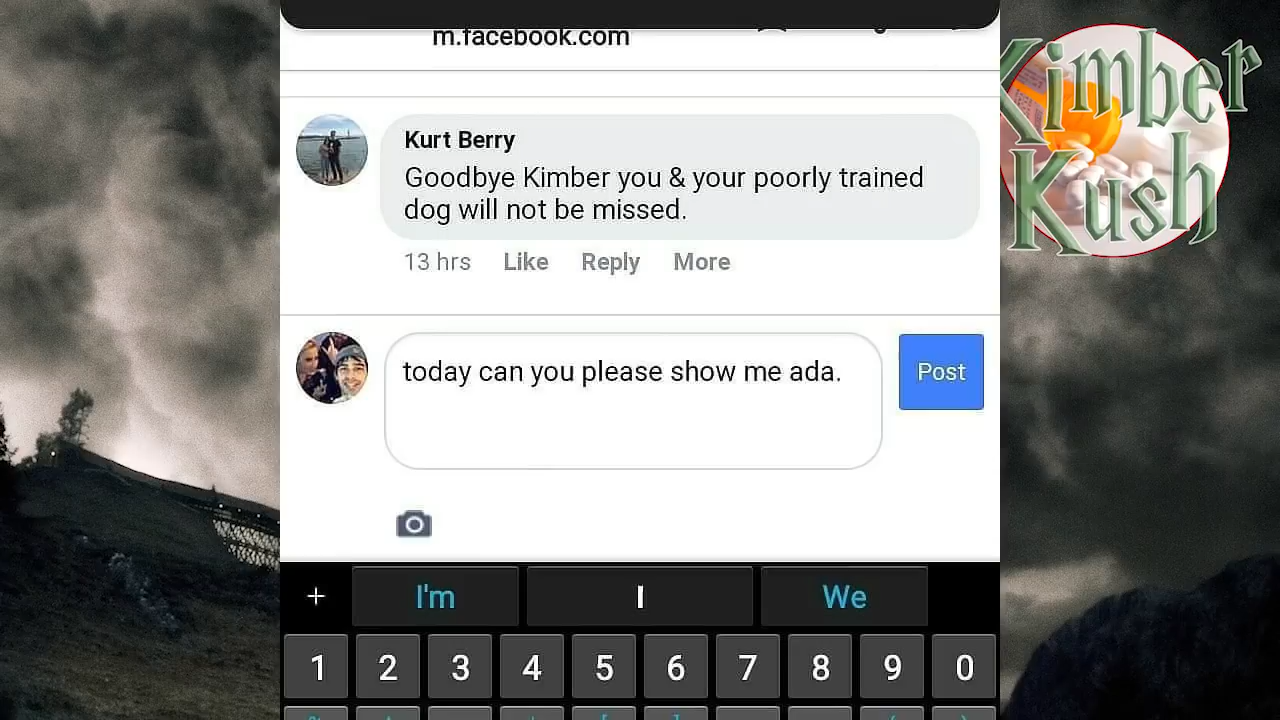 m.facebook.com
Kimber
Kush
Kurt Berry
Goodbye Kimber you & your poorly trained
dog will not be missed.
13 hrs Like Reply More
today can you please show me ada.
Post
+ I'm I We
1 2 3 4 5 6 7 8 9 0